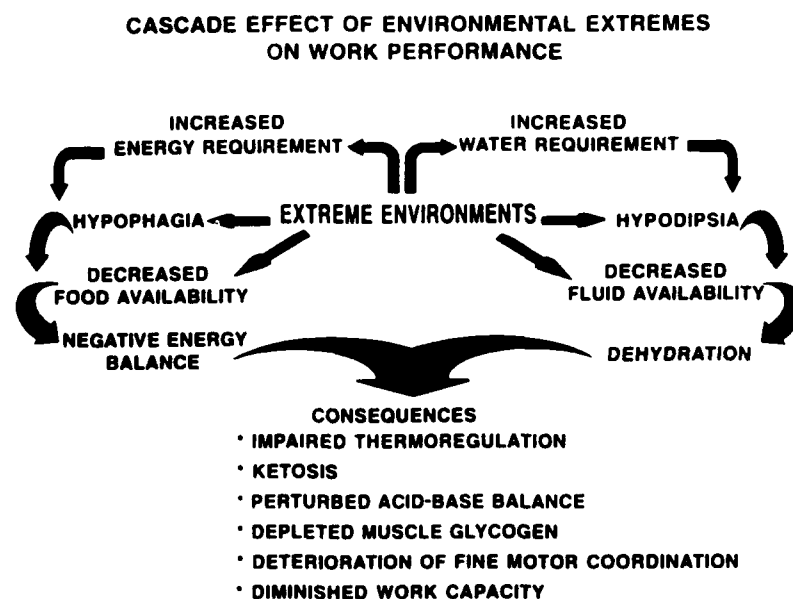 CASCADE EFFECT OF ENVIRONMENTAL EXTREMES
ON WORK PERFORMANCE
INCREASED
ENERGY REQUIREMENT
INCREASED
WATER REQUIREMENT
HYPOPHAGIA
EXTREME ENVIRONMENTS
HYPODIPSIA
DECREASED
FOOD AVAILABILITY
DECREASED
FLUID AVAILABILITY
NEGATIVE ENERGY
BALANCE
DEHYDRATION
CONSEQUENCES
• IMPAIRED THERMOREGULATION
• KETOSIS
• PERTURBED ACID-BASE BALANCE
• DEPLETED MUSCLE GLYCOGEN
• DETERIORATION OF FINE MOTOR COORDINATION
• DIMINISHED WORK CAPACITY